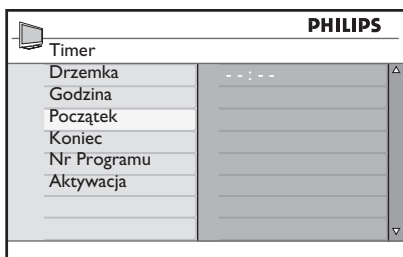 PHILIPS
Timer
Drzemka
--:--
Godzina
Początek
Koniec
Nr Programu
Aktywacja